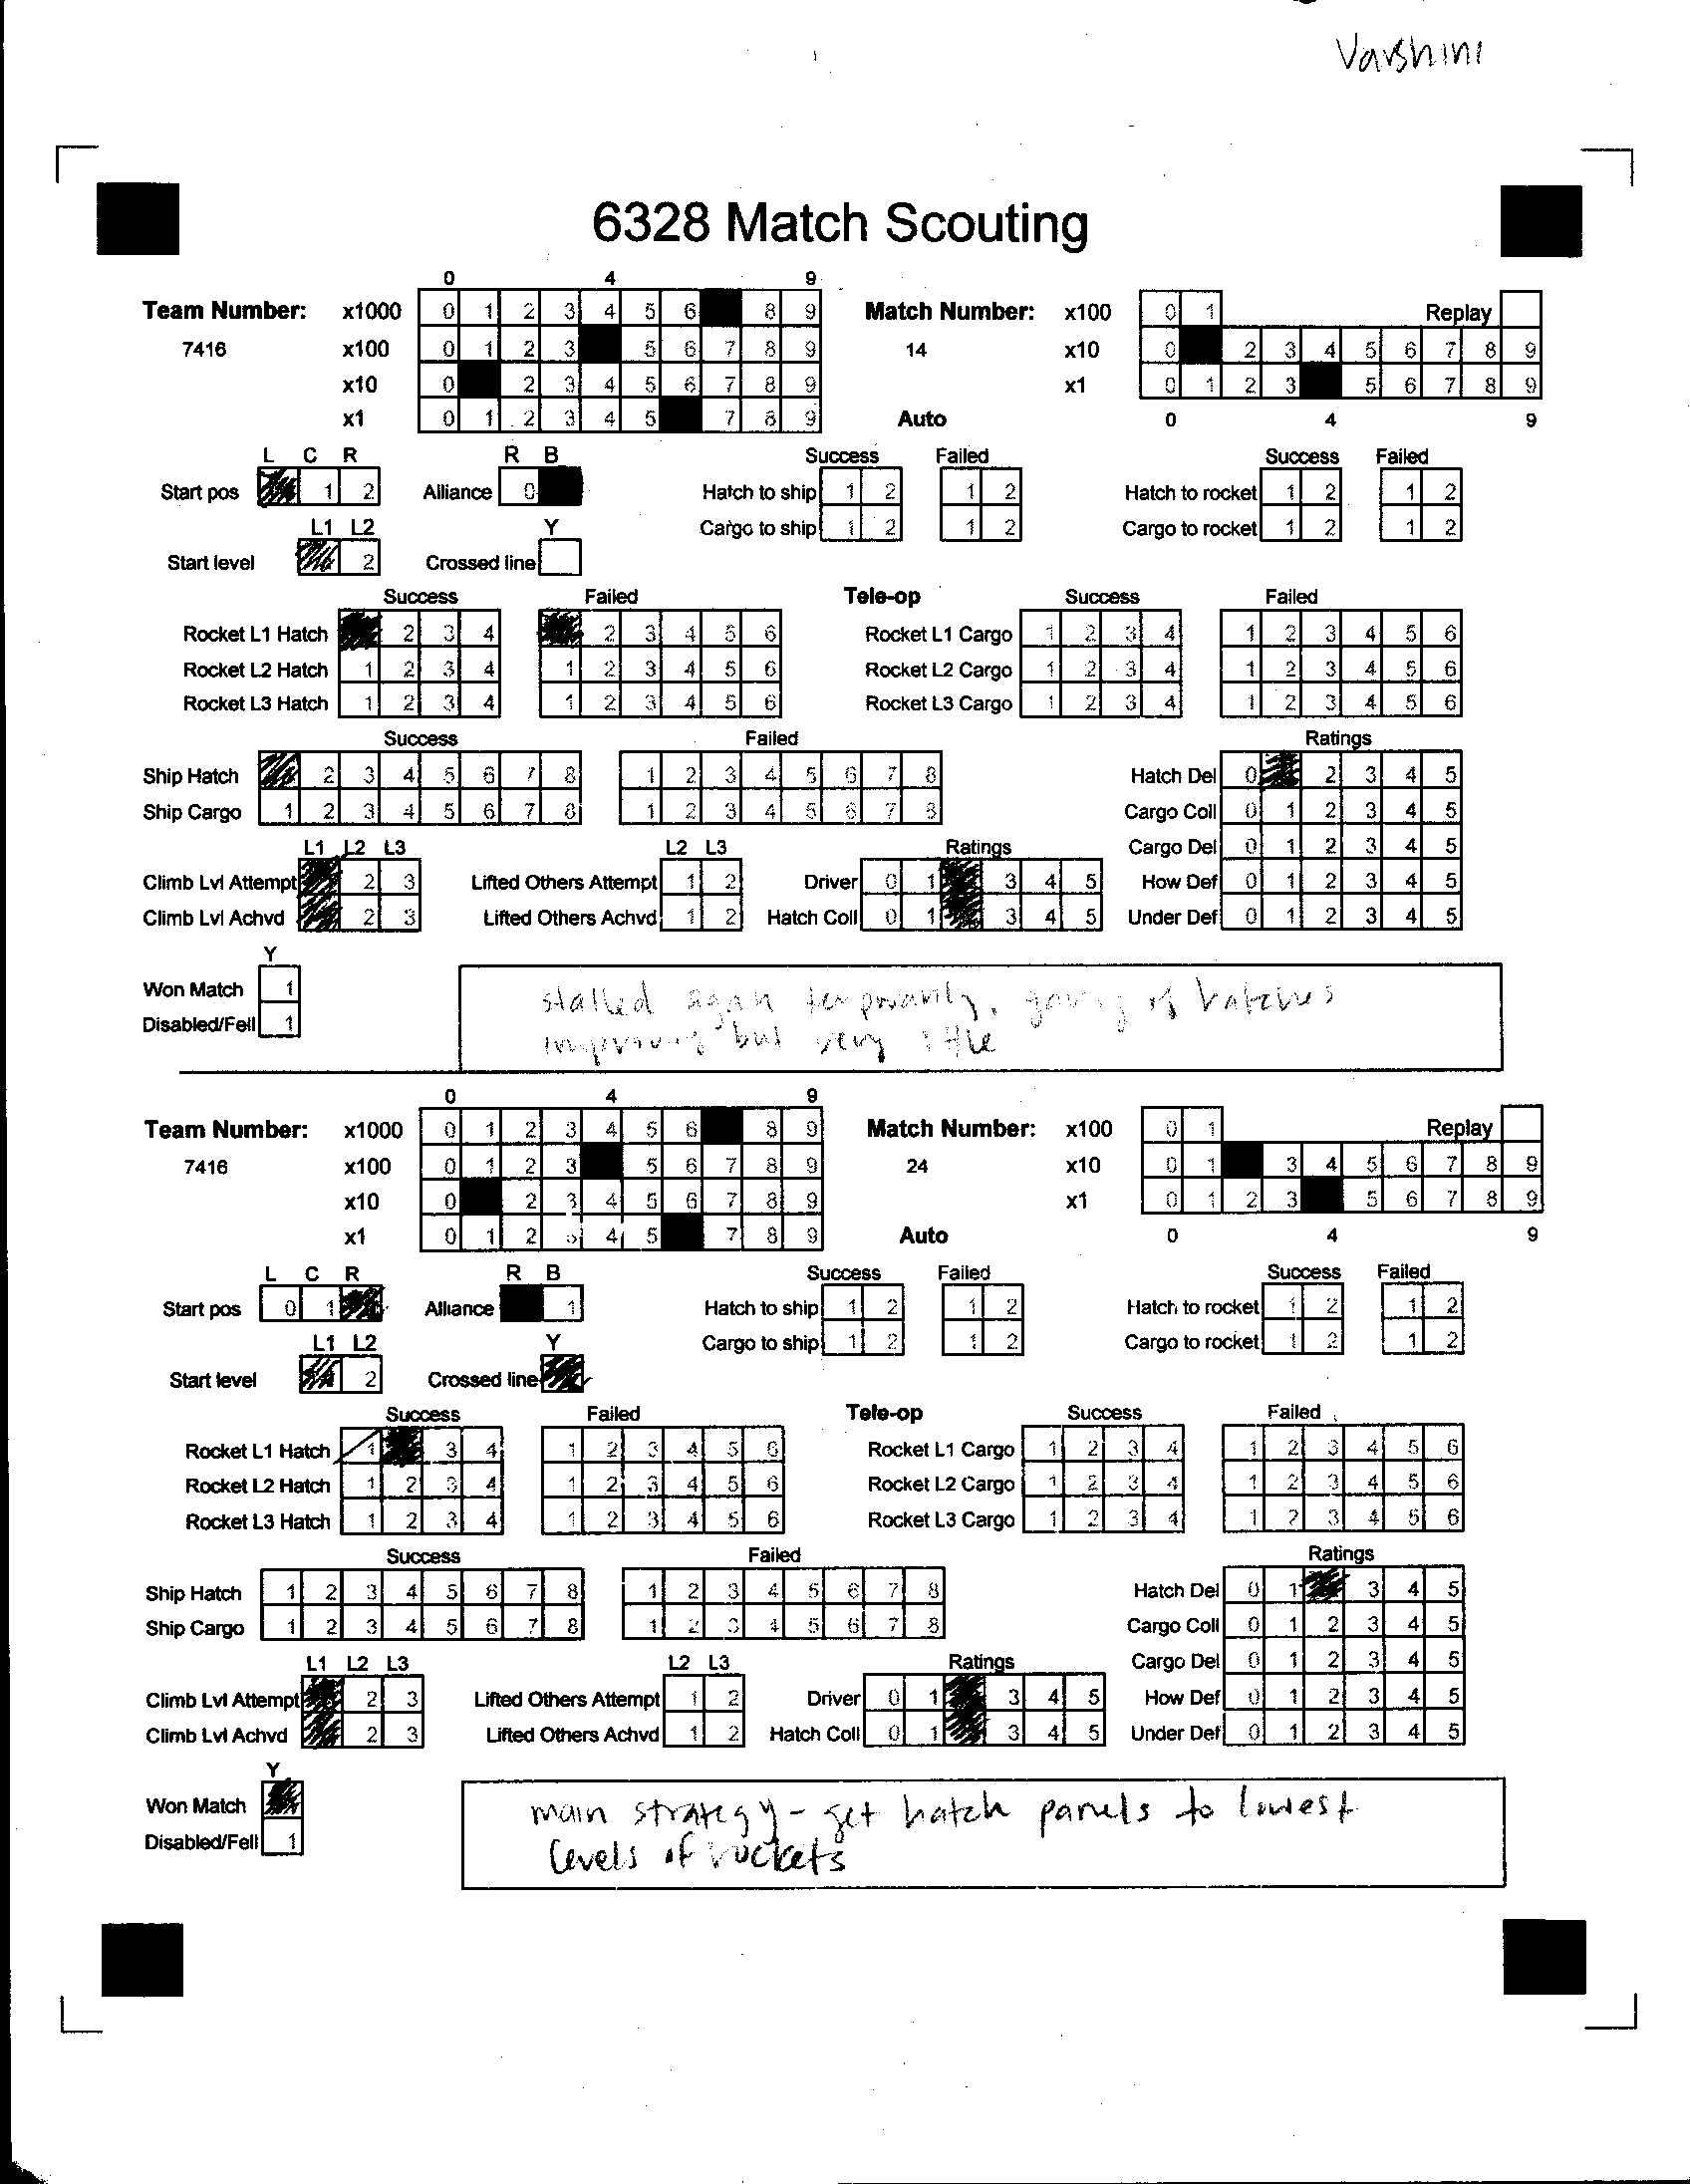 Varshini
6328 Match Scouting
0 4 9
Team Number: x1000 0 1 2 3 4 5 6 8 9 Match Number: x100 0 1 Replay
7416 x100 0 1 2 3 5 6 7 8 9 14 x10 0 2 3 4 5 6 7 8 9
x10 0 2 3 4 5 6 7 8 9 x1 0 1 2 3 5 6 7 8 9
x1 0 1 2 3 4 5 7 8 9 Auto 0 4 9
L C R R B Success Failed Success Failed
Start pos 1 2 Alliance 0 Hatch to ship 1 2 1 2 Hatch to rocket 1 2 1 2
L1 L2 Y Cargo to ship 1 2 1 2 Cargo to rocket 1 2 1 2
Start level 2 Crossed line
Success Failed Tele-op Success Failed
Rocket L1 Hatch 2 3 4 2 3 4 5 6 Rocket L1 Cargo 1 2 3 4 1 2 3 4 5 6
Rocket L2 Hatch 1 2 3 4 1 2 3 4 5 6 Rocket L2 Cargo 1 2 3 4 1 2 3 4 5 6
Rocket L3 Hatch 1 2 3 4 1 2 3 4 5 6 Rocket L3 Cargo 1 2 3 4 1 2 3 4 5 6
Success Failed Ratings
Ship Hatch 2 3 4 5 6 7 8 1 2 3 4 5 6 7 8 Hatch Del 0 2 3 4 5
Ship Cargo 1 2 3 4 5 6 7 8 1 2 3 4 5 6 7 8 Cargo Coll 0 1 2 3 4 5
L1 L2 L3 L2 L3 Ratings Cargo Del 0 1 2 3 4 5
Climb Lvl Attempt 2 3 Lifted Others Attempt 1 2 Driver 0 1 3 4 5 How Def 0 1 2 3 4 5
Climb Lvl Achvd 2 3 Lifted Others Achvd 1 2 Hatch Coll 0 1 3 4 5 Under Def 0 1 2 3 4 5
Y
Won Match 1
Disabled/Fell 1
stalled again temporarily, of hatches
improving but very little
0 4 9
Team Number: x1000 0 1 2 3 4 5 6 8 9 Match Number: x100 0 1 Replay
7416 x100 0 1 2 3 5 6 7 8 9 24 x10 0 1 3 4 5 6 7 8 9
x10 0 2 3 4 5 6 7 8 9 x1 0 1 2 3 5 6 7 8 9
x1 0 1 2 3 4 5 7 8 9 Auto 0 4 9
L C R R B Success Failed Success Failed
Start pos 0 1 Alliance 1 Hatch to ship 1 2 1 2 Hatch to rocket 1 2 1 2
L1 L2 Y Cargo to ship 1 2 1 2 Cargo to rocket 1 2 1 2
Start level 2 Crossed line
Success Failed Tele-op Success Failed
Rocket L1 Hatch 1 3 4 1 2 3 4 5 6 Rocket L1 Cargo 1 2 3 4 1 2 3 4 5 6
Rocket L2 Hatch 1 2 3 4 1 2 3 4 5 6 Rocket L2 Cargo 1 2 3 4 1 2 3 4 5 6
Rocket L3 Hatch 1 2 3 4 1 2 3 4 5 6 Rocket L3 Cargo 1 2 3 4 1 2 3 4 5 6
Success Failed Ratings
Ship Hatch 1 2 3 4 5 6 7 8 1 2 3 4 5 6 7 8 Hatch Del 0 1 3 4 5
Ship Cargo 1 2 3 4 5 6 7 8 1 2 3 4 5 6 7 8 Cargo Coll 0 1 2 3 4 5
L1 L2 L3 L2 L3 Ratings Cargo Del 0 1 2 3 4 5
Climb Lvl Attempt 2 3 Lifted Others Attempt 1 2 Driver 0 1 3 4 5 How Def 0 1 2 3 4 5
Climb Lvl Achvd 2 3 Lifted Others Achvd 1 2 Hatch Coll 0 1 3 4 5 Under Def 0 1 2 3 4 5
Y
Won Match
Disabled/Fell 1
main strategy - get hatch panels to lowest
levels of rockets